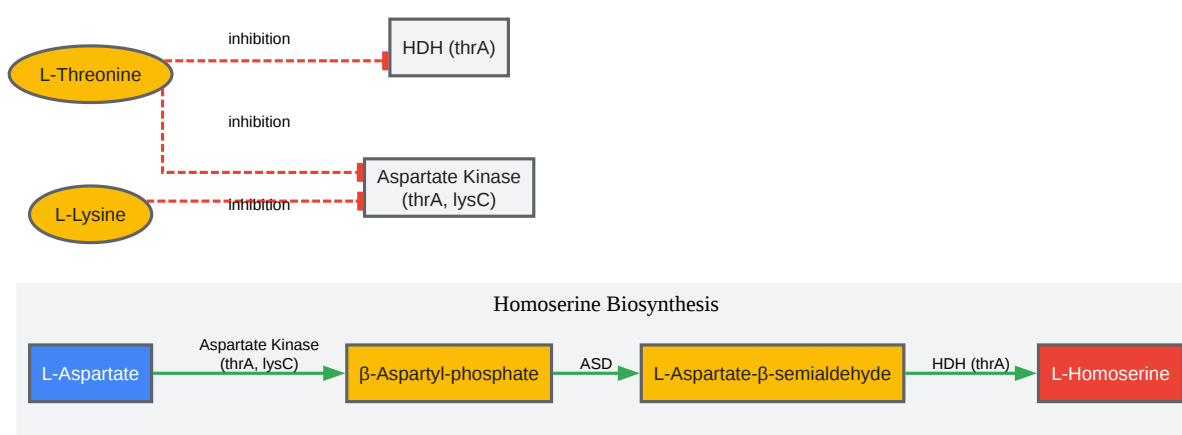 inhibition
HDH (thrA)
L-Threonine
inhibition
Aspartate Kinase
(thrA, lysC)
inhibition
L-Lysine
Homoserine Biosynthesis
L-Aspartate
Aspartate Kinase
(thrA, lysC)
β-Aspartyl-phosphate
ASD
L-Aspartate-β-semialdehyde
HDH (thrA)
L-Homoserine